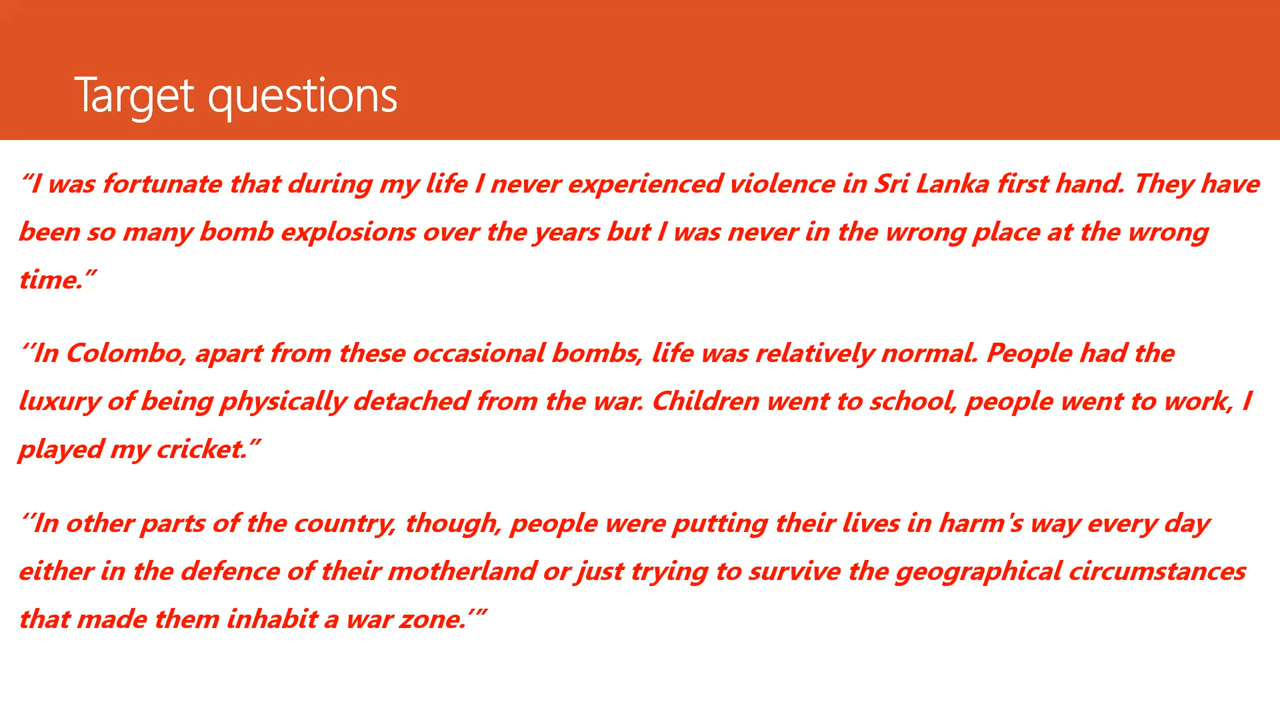 Target questions
“I was fortunate that during my life I never experienced violence in Sri Lanka first hand. They have
been so many bomb explosions over the years but I was never in the wrong place at the wrong
time.”
‘’In Colombo, apart from these occasional bombs, life was relatively normal. People had the
luxury of being physically detached from the war. Children went to school, people went to work, I
played my cricket.”
‘’In other parts of the country, though, people were putting their lives in harm's way every day
either in the defence of their motherland or just trying to survive the geographical circumstances
that made them inhabit a war zone.’”